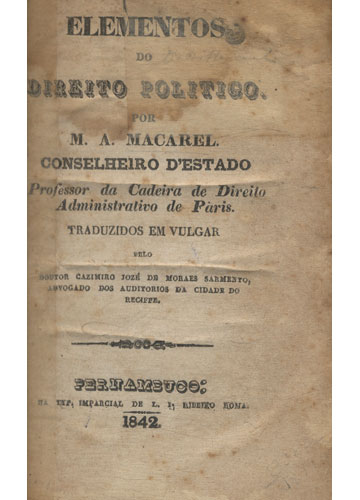 ELEMENTOS
DO
DIREITO POLITICO.
POR
M. A. MACAREL.
CONSELHEIRO D'ESTADO
Professor da Cadeira de Direito
Administrativo de Paris.
TRADUZIDOS EM VULGAR
PELO
DOUTOR CAZIMIRO JOZÉ DE MORAES SARMENTO,
ADVOGADO DOS AUDITORIOS DA CIDADE DO
RECIFFE.
PERNAMBUCO;
NA TYP. IMPARCIAL DE L. I. RIBEIRO ROMA.
1842.